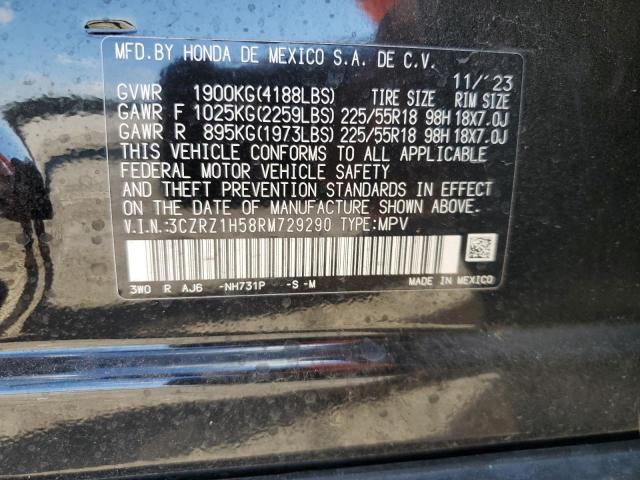 MFD. BY HONDA DE MEXICO S.A. DE C.V.
11/'23
GVWR 1900KG(4188LBS) TIRE SIZE RIM SIZE
GAWR F 1025KG(2259LBS) 225/55R18 98H 18X7.0J
GAWR R 895KG(1973LBS) 225/55R18 98H 18X7.0J
THIS VEHICLE CONFORMS TO ALL APPLICABLE
FEDERAL MOTOR VEHICLE SAFETY
AND THEFT PREVENTION STANDARDS IN EFFECT
ON THE DATE OF MANUFACTURE SHOWN ABOVE.
V.I.N.:3CZRZ1H58RM729290 TYPE:MPV
3W0 R AJ6 -NH731P -S -M
MADE IN MEXICO